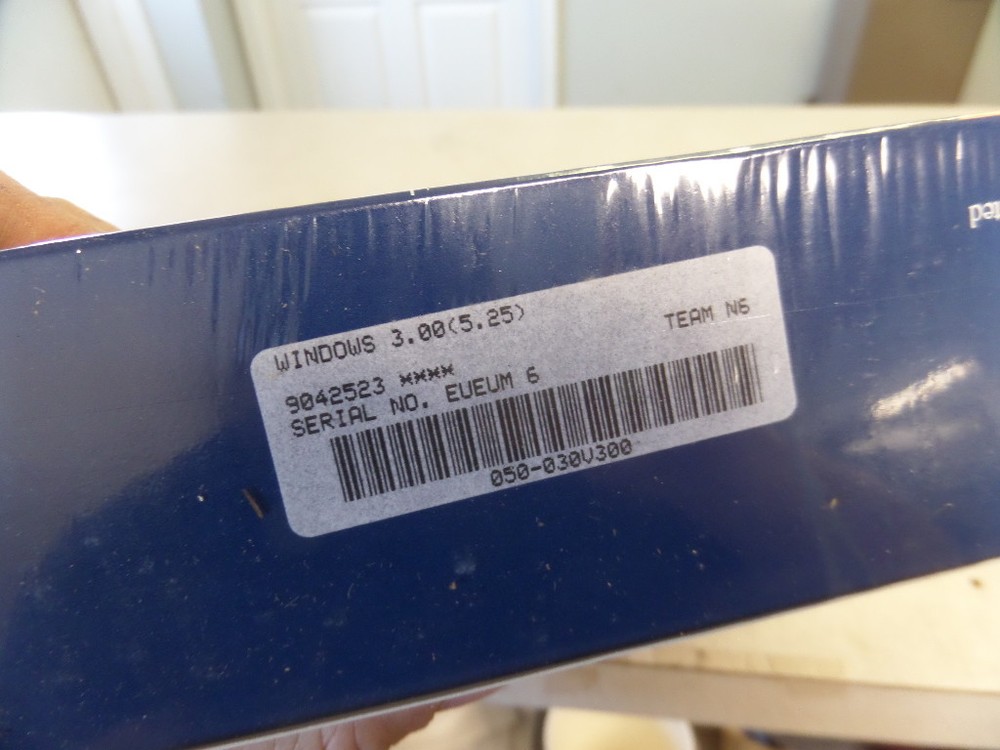 WINDOWS 3.00(5.25)
TEAM N6
9042523 ****
SERIAL NO. EUEUM 6
050-030V300